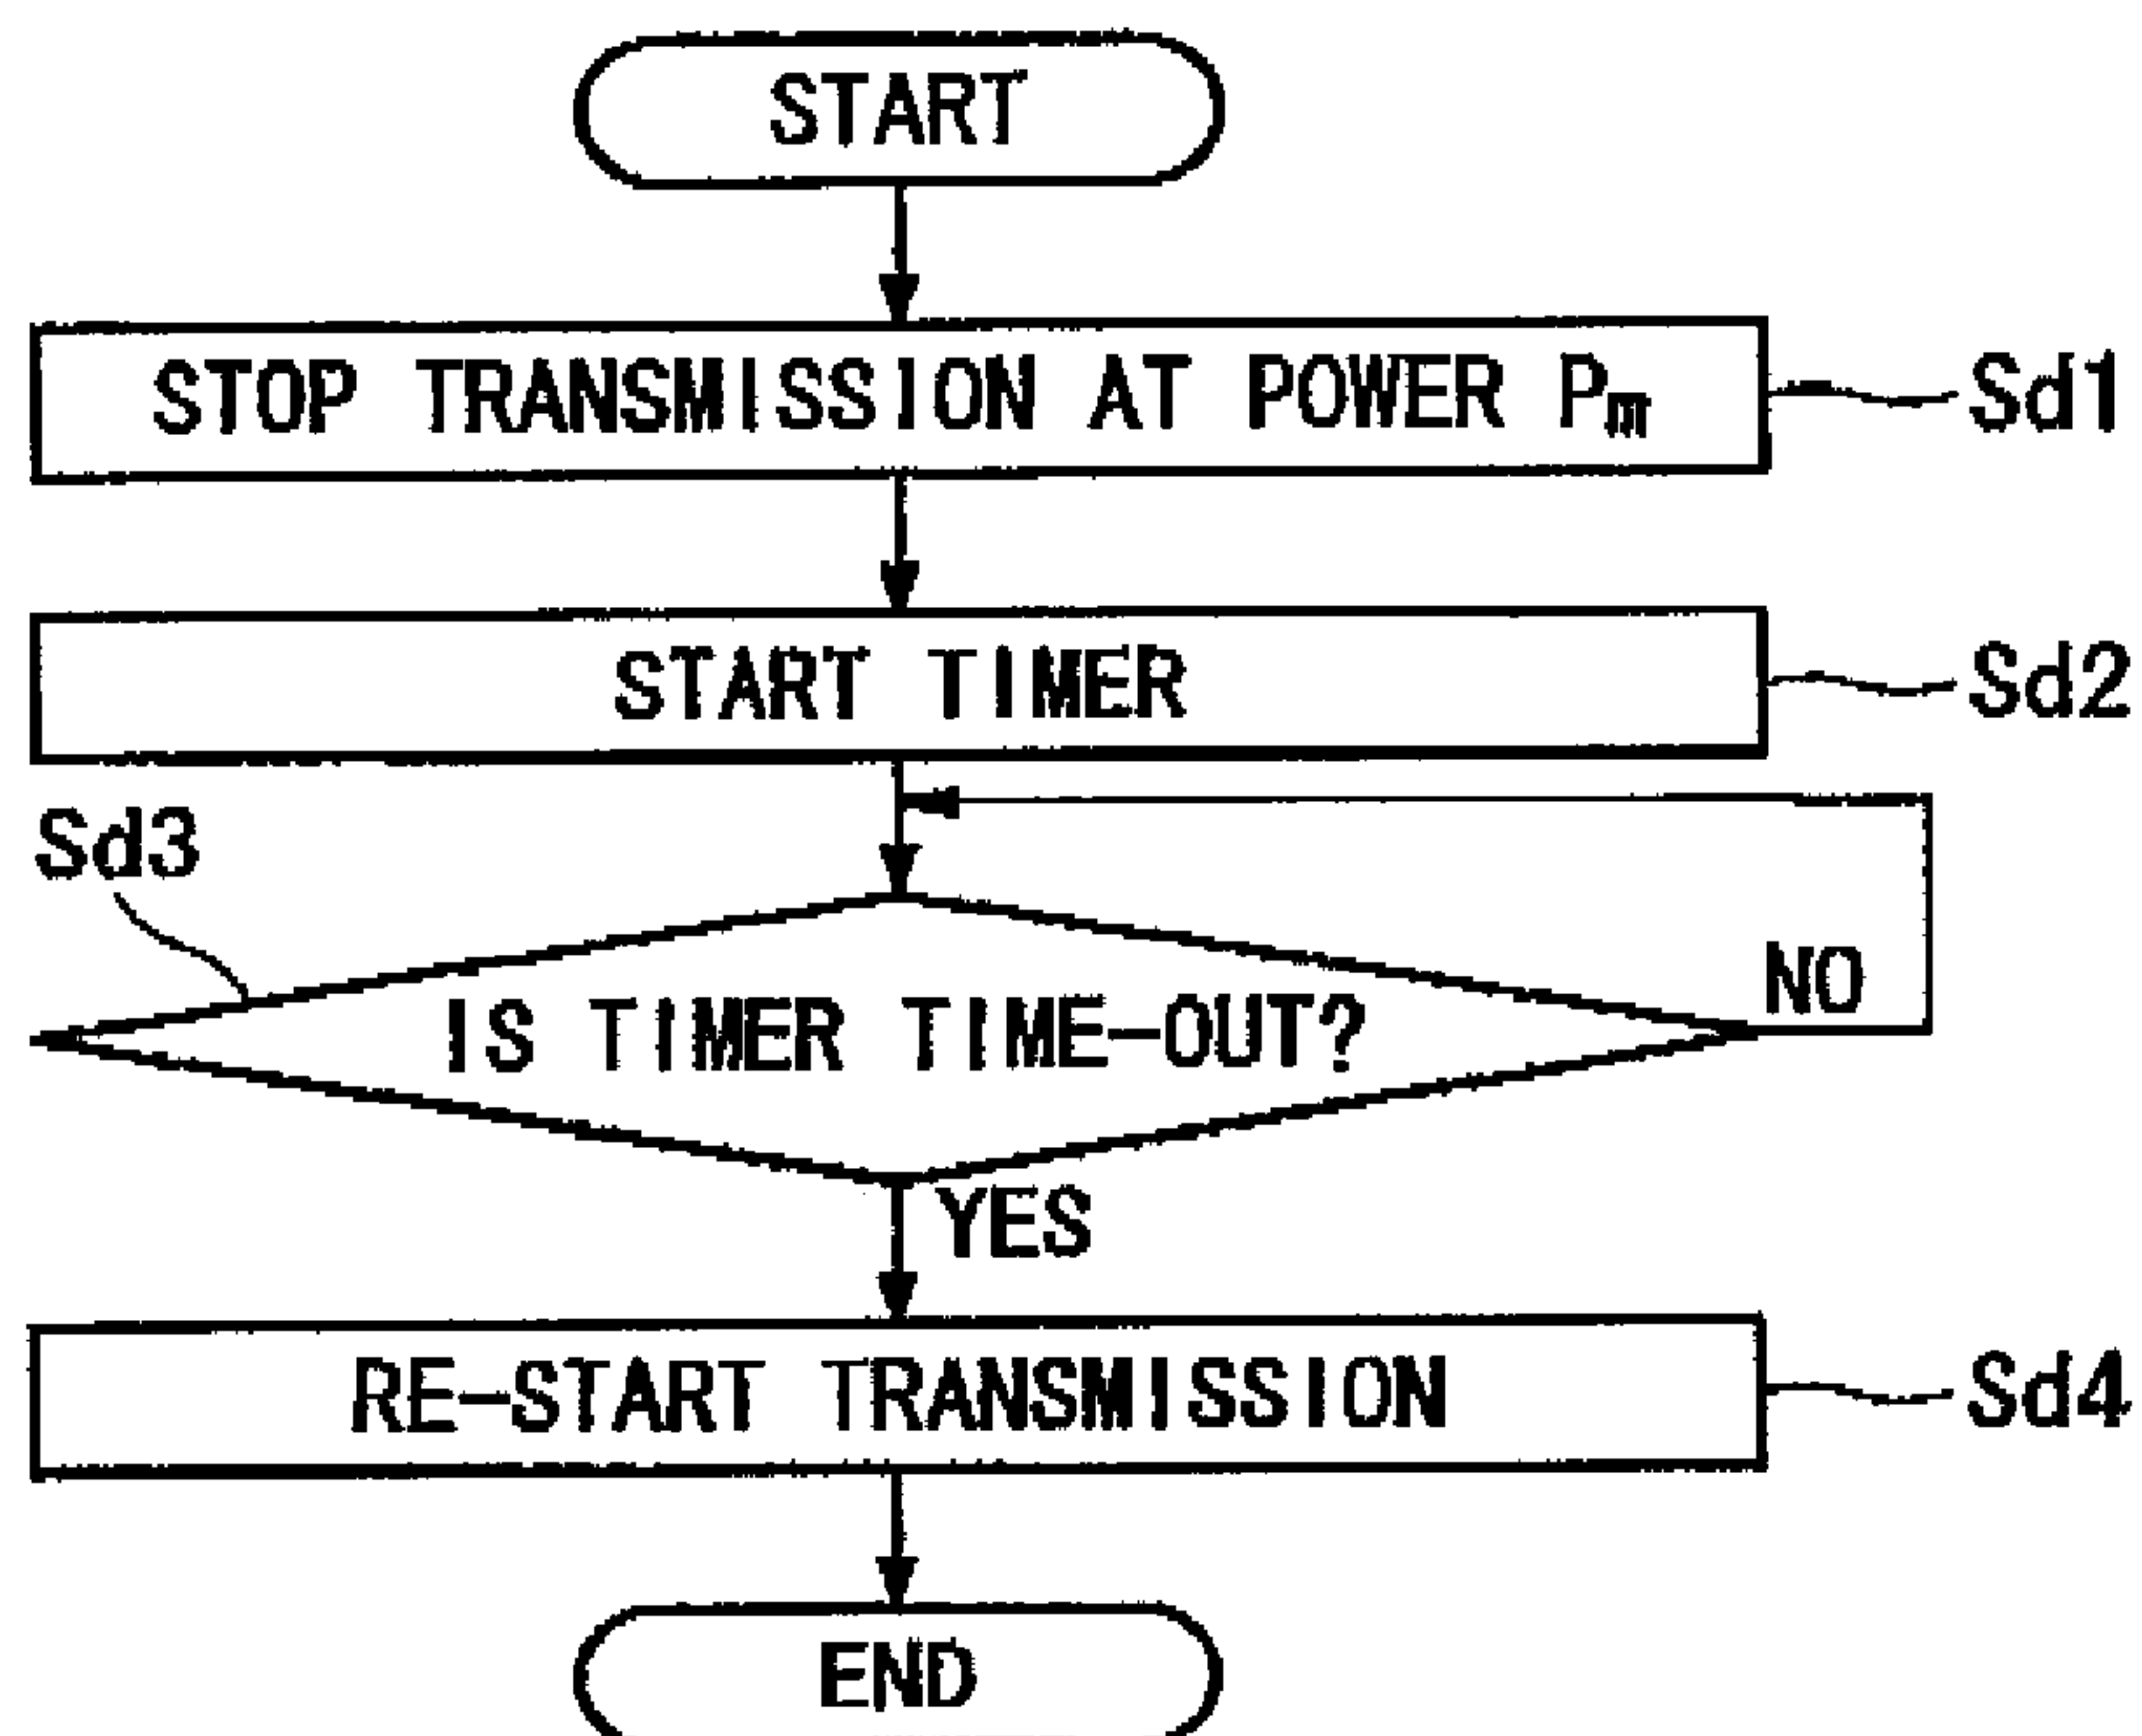 START
STOP TRANSMISSION AT POWER Pm
Sd1
START TIMER
Sd2
Sd3
NO
IS TIMER TIME-OUT?
YES
RE-START TRANSMISSION
Sd4
END